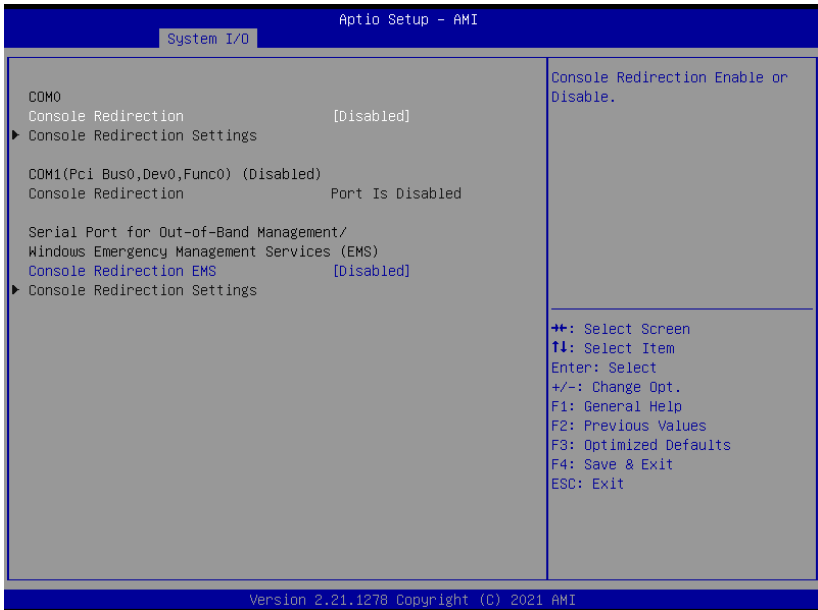 Aptio Setup – AMI
System I/O
COM0
Console Redirection [Disabled]
Console Redirection Settings
COM1(Pci Bus0,Dev0,Func0) (Disabled)
Console Redirection Port Is Disabled
Serial Port for Out-of-Band Management/
Windows Emergency Management Services (EMS)
Console Redirection EMS [Disabled]
Console Redirection Settings
Console Redirection Enable or
Disable.
→←: Select Screen
↑↓: Select Item
Enter: Select
+/-: Change Opt.
F1: General Help
F2: Previous Values
F3: Optimized Defaults
F4: Save & Exit
ESC: Exit
Version 2.21.1278 Copyright (C) 2021 AMI